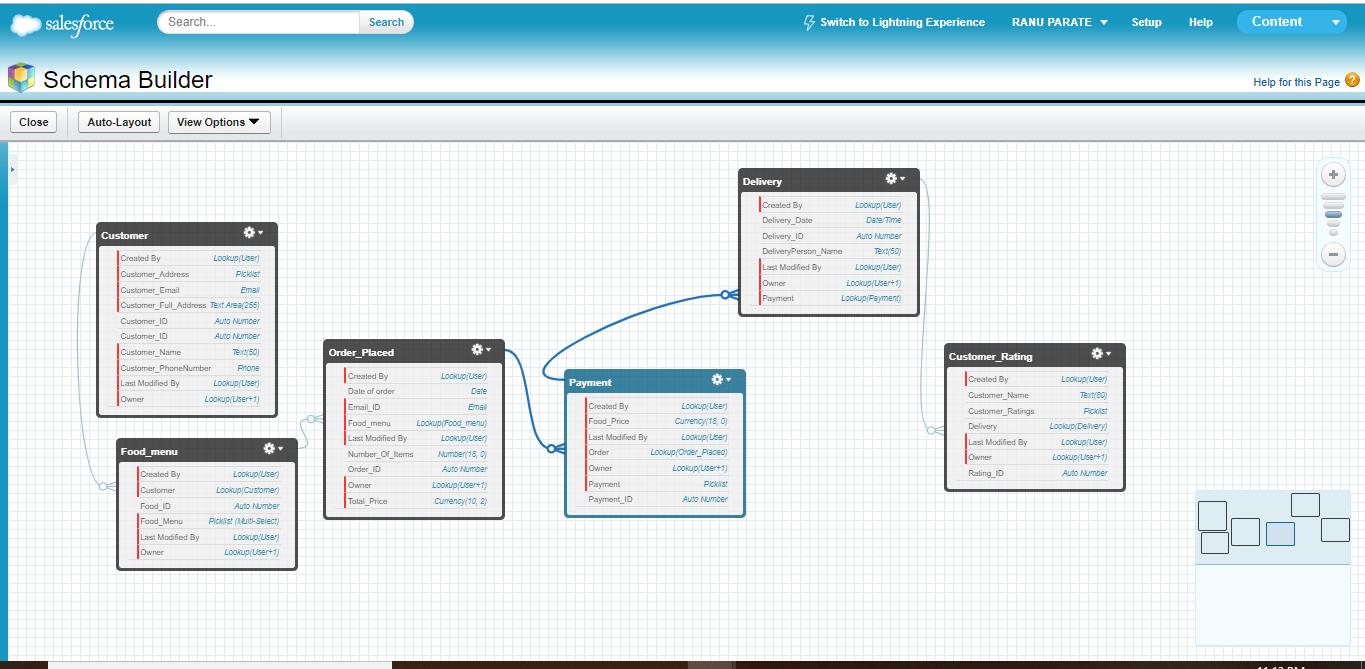 salesforce
Search...
Search
Switch to Lightning Experience
RANU PARATE
Setup
Help
Content
Schema Builder
Help for this Page
Close
Auto-Layout
View Options
Delivery
Created By Lookup(User)
Delivery_Date Date/Time
Delivery_ID Auto Number
DeliveryPerson_Name Text(50)
Last Modified By Lookup(User)
Owner Lookup(User+1)
Payment Lookup(Payment)
Customer
Created By Lookup(User)
Customer_Address Picklist
Customer_Email Email
Customer_Full_Address Text Area(255)
Customer_ID Auto Number
Customer_ID Auto Number
Customer_Name Text(50)
Customer_PhoneNumber Phone
Last Modified By Lookup(User)
Owner Lookup(User+1)
Order_Placed
Created By Lookup(User)
Date of order Date
Email_ID Email
Food_menu Lookup(Food_menu)
Last Modified By Lookup(User)
Number_Of_Items Number(18, 0)
Order_ID Auto Number
Owner Lookup(User+1)
Total_Price Currency(10, 2)
Customer_Rating
Created By Lookup(User)
Customer_Name Text(80)
Customer_Ratings Picklist
Delivery Lookup(Delivery)
Last Modified By Lookup(User)
Owner Lookup(User+1)
Rating_ID Auto Number
Payment
Created By Lookup(User)
Food_Price Currency(18, 0)
Last Modified By Lookup(User)
Order Lookup(Order_Placed)
Owner Lookup(User+1)
Payment Picklist
Payment_ID Auto Number
Food_menu
Created By Lookup(User)
Customer Lookup(Customer)
Food_ID Auto Number
Food_Menu Picklist (Multi-Select)
Last Modified By Lookup(User)
Owner Lookup(User+1)